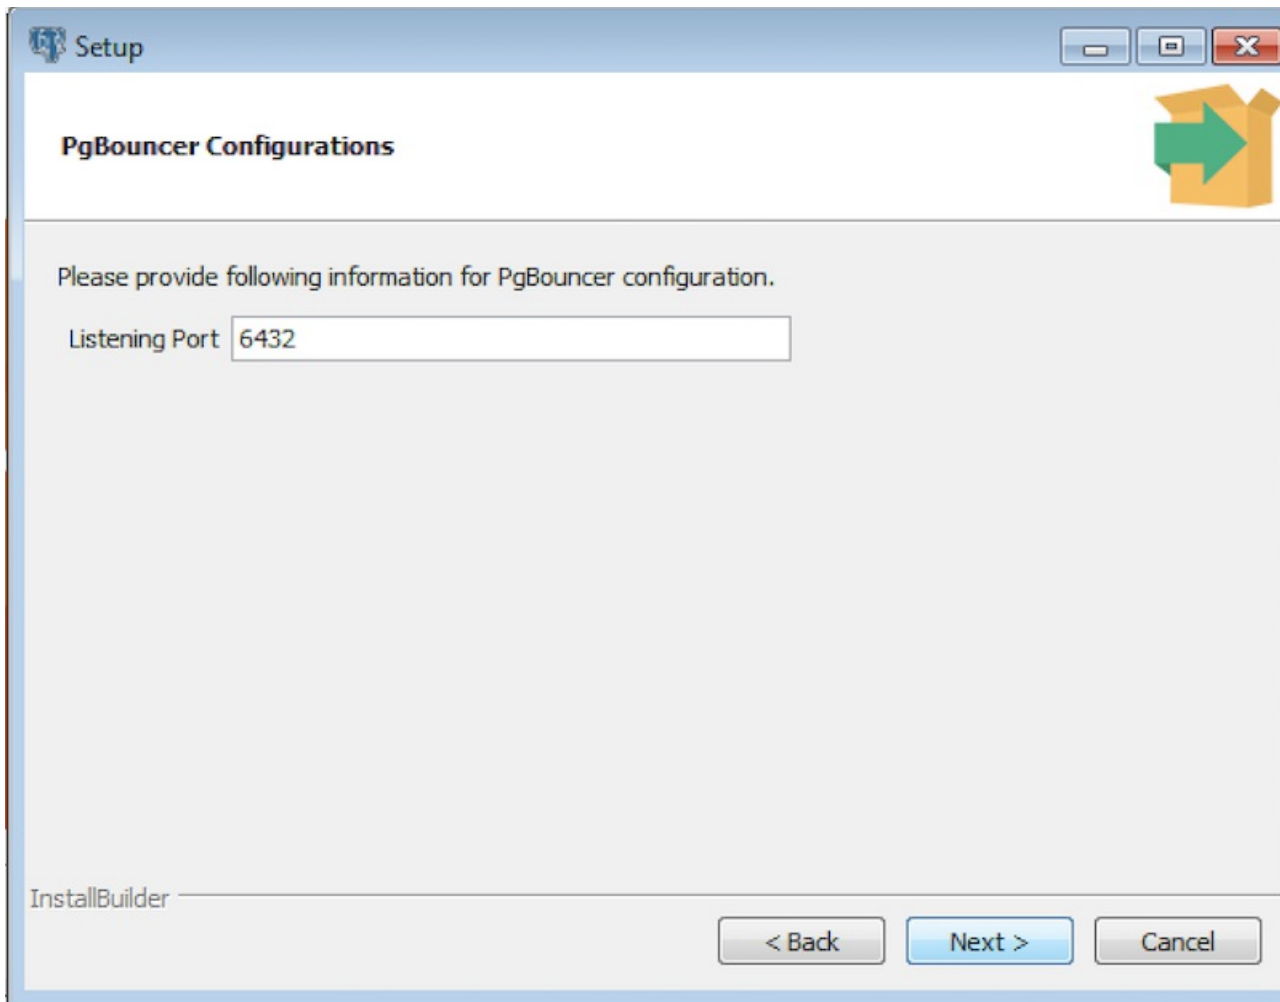 Setup
PgBouncer Configurations
Please provide following information for PgBouncer configuration.
Listening Port 6432
InstallBuilder
< Back Next > Cancel